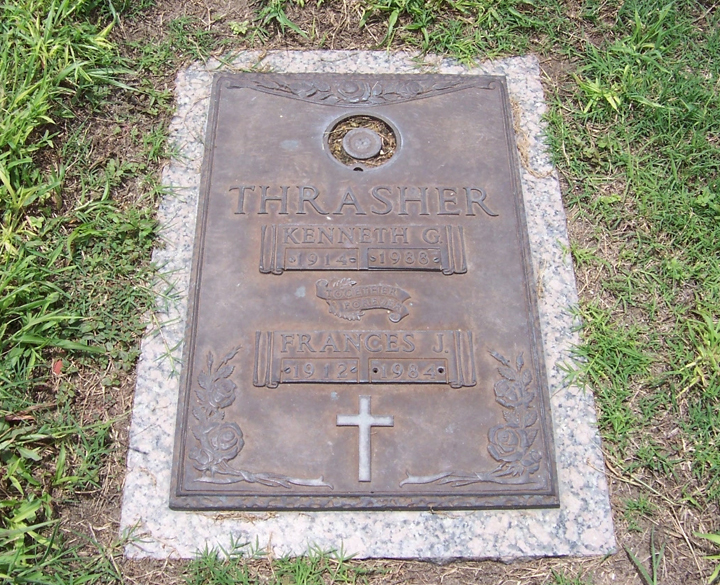 THRASHER
KENNETH G.
1914 1988
FRANCES J.
1912 1984